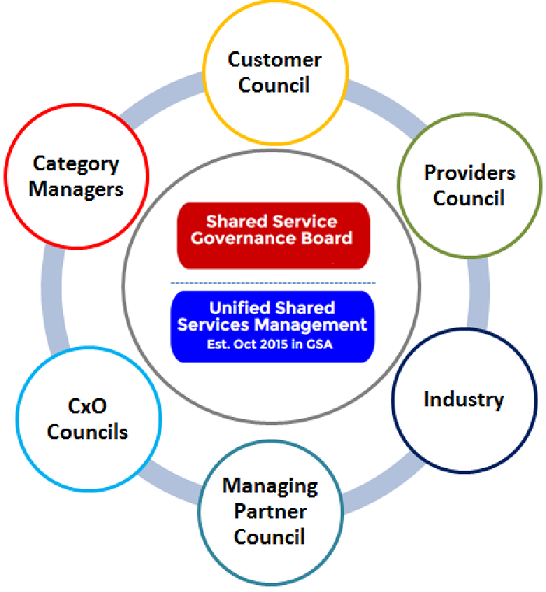 Customer
Council
Category
Managers
Providers
Council
Shared Service
Governance Board
Unified Shared
Services Management
Est. Oct 2015 in GSA
CxO
Councils
Industry
Managing
Partner
Council